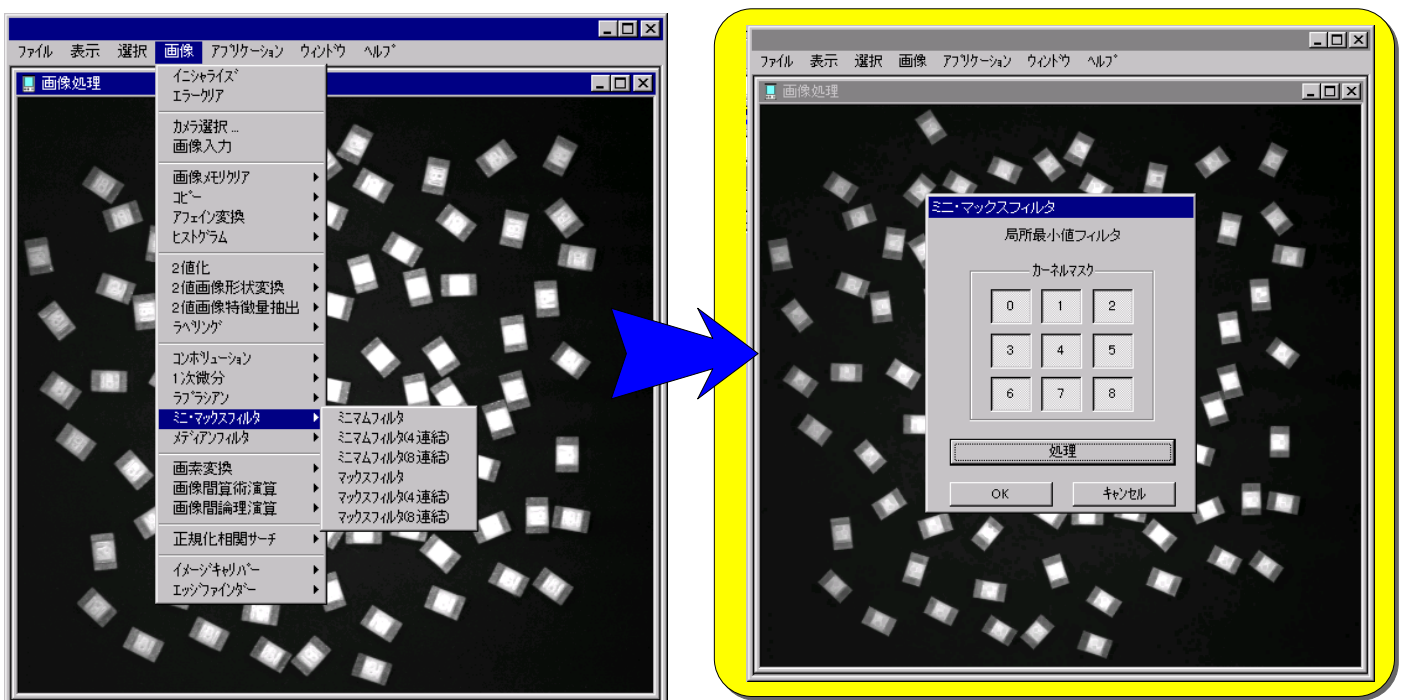 ファイル 表示 選択 画像 アプリケーション ウィンドウ ヘルプ
画像処理
イニシャライズ
エラークリア
カメラ選択 ...
画像入力
画像メモリクリア
コピー
アフェイン変換
ヒストグラム
2値化
2値画像形状変換
2値画像特徴量抽出
ラベリング
コンボリューション
1次微分
ラプラシアン
ミニ・マックスフィルタ
メディアンフィルタ
画素変換
画像間算術演算
画像間論理演算
正規化相関サーチ
イメージキャリパー
エッジファインダー
ミニマムフィルタ
ミニマムフィルタ(4連結)
ミニマムフィルタ(8連結)
マックスフィルタ
マックスフィルタ(4連結)
マックスフィルタ(8連結)
ファイル 表示 選択 画像 アプリケーション ウィンドウ ヘルプ
画像処理
ミニ・マックスフィルタ
局所最小値フィルタ
カーネルマスク
0 1 2
3 4 5
6 7 8
処理
OK キャンセル